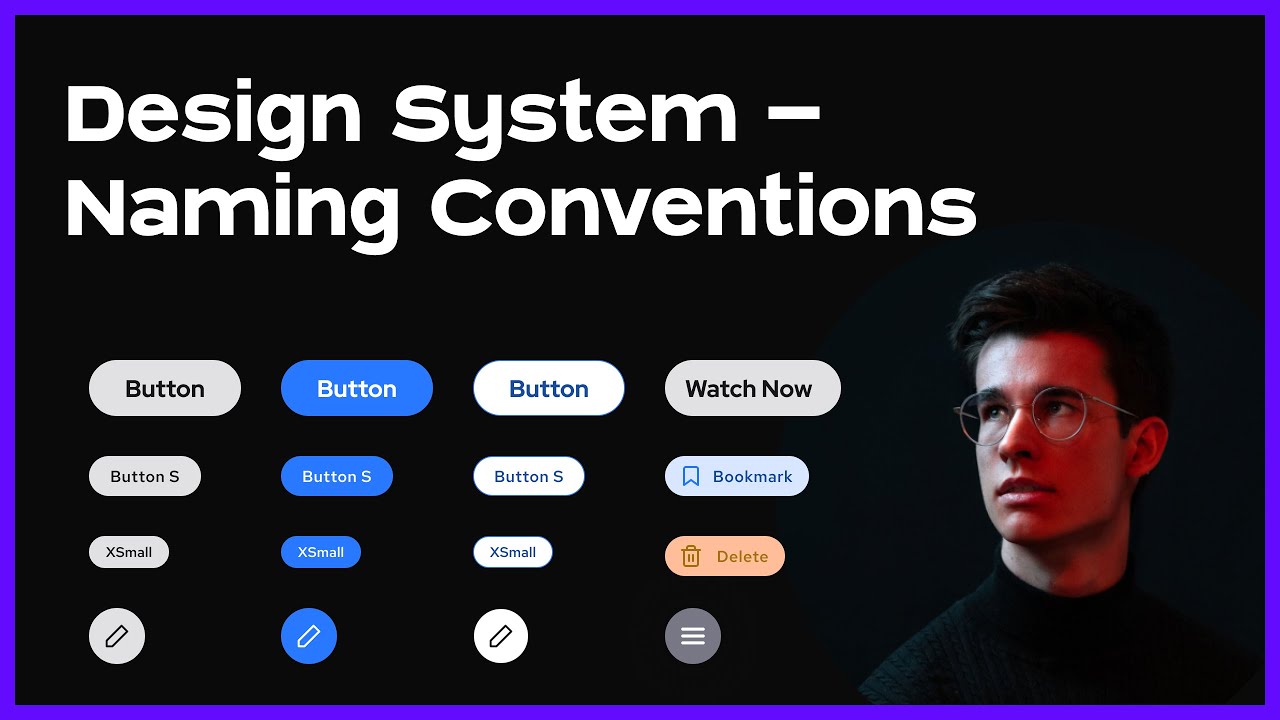 Design System –
Naming Conventions
Button
Button
Button
Watch Now
Button S
Button S
Button S
Bookmark
XSmall
XSmall
XSmall
Delete